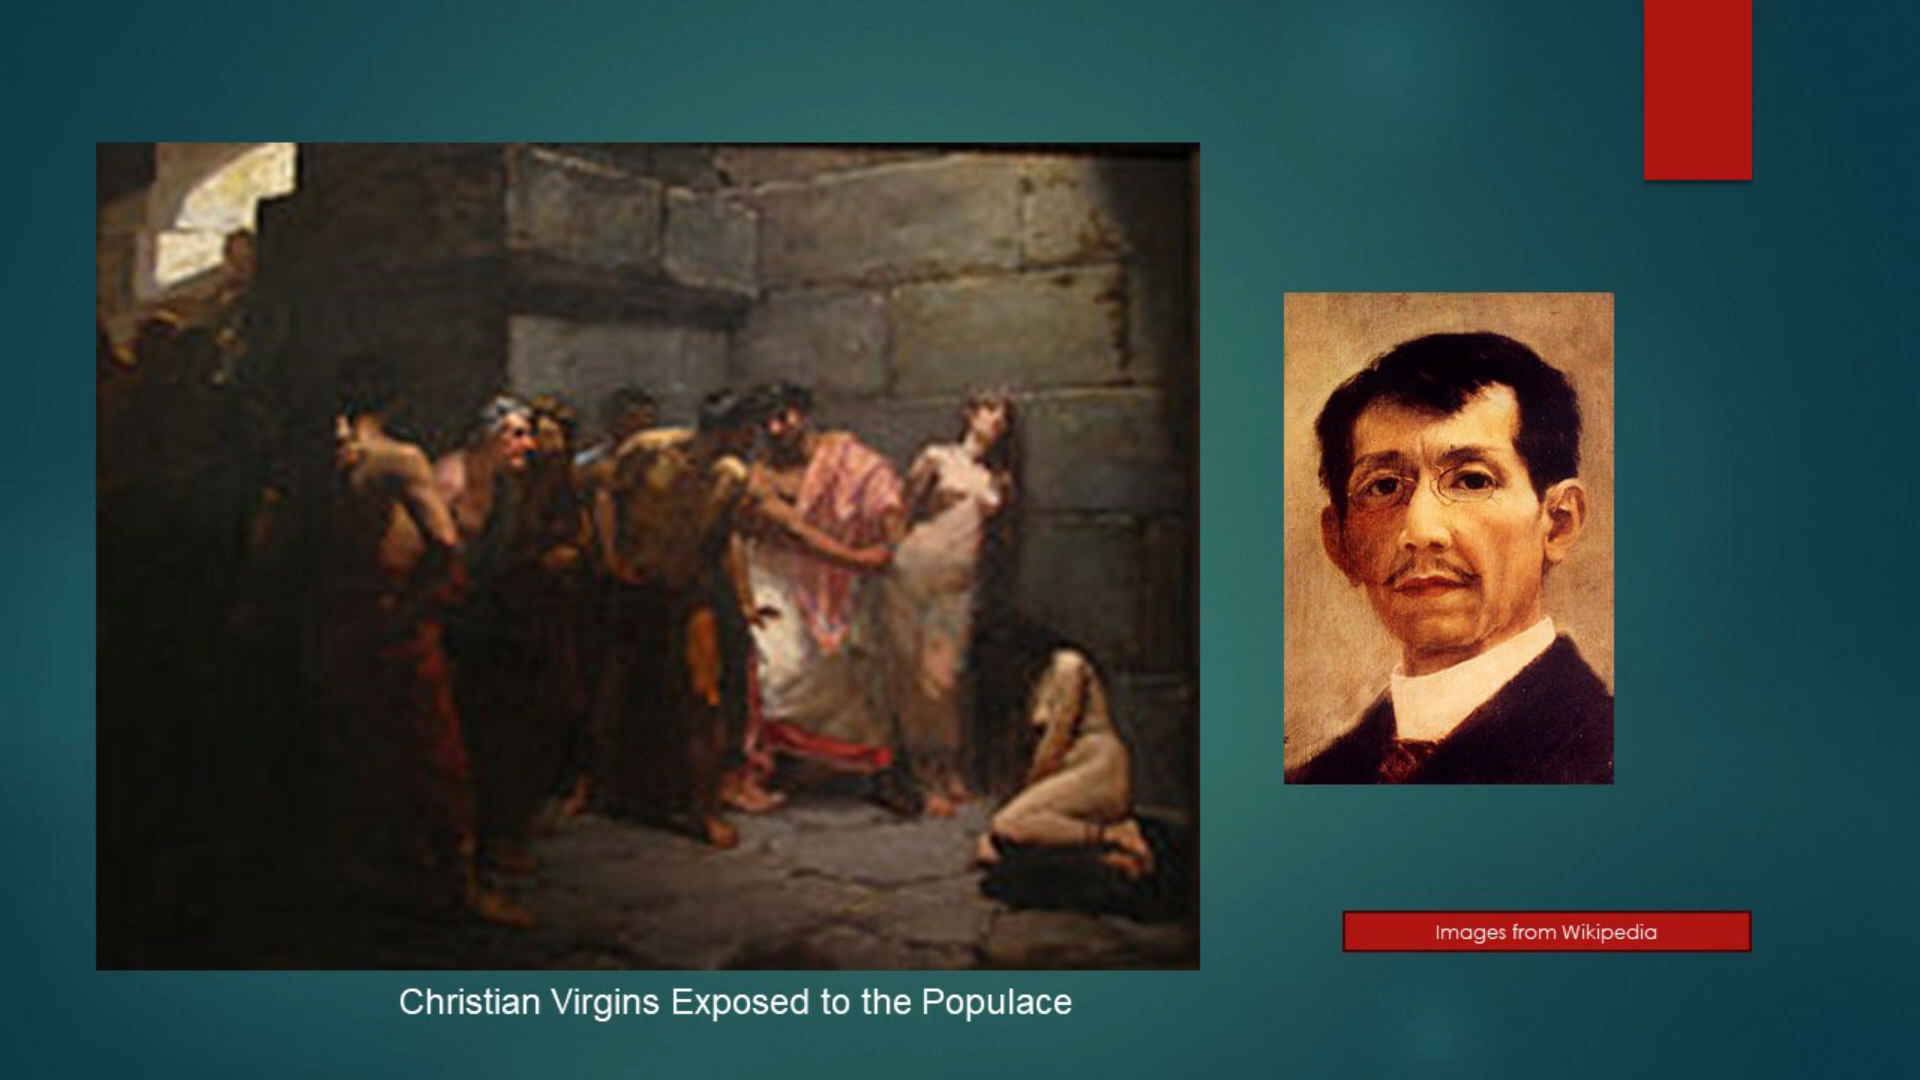 Images from Wikipedia
Christian Virgins Exposed to the Populace